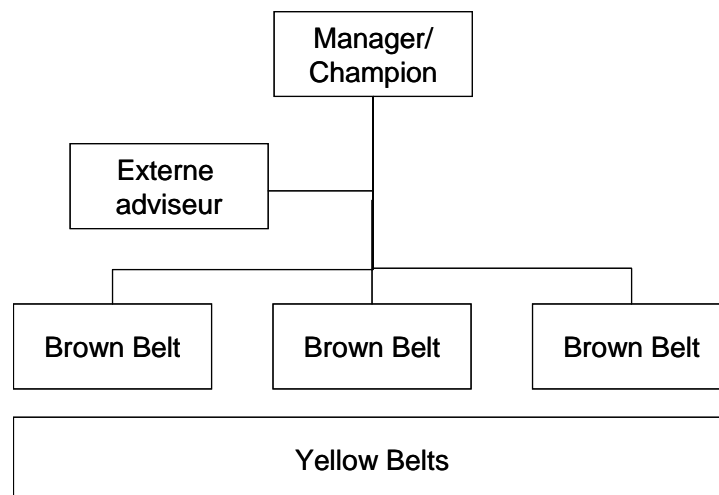 Manager/
Champion
Externe
adviseur
Brown Belt
Brown Belt
Brown Belt
Yellow Belts